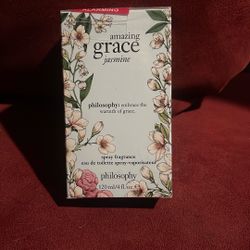 ALARMING
amazing
grace
jasmine
philosophy: embrace the
warmth of grace.
spray fragrance
eau de toilette spray-vaporisateur
philosophy
120 ml/4 fl. oz.